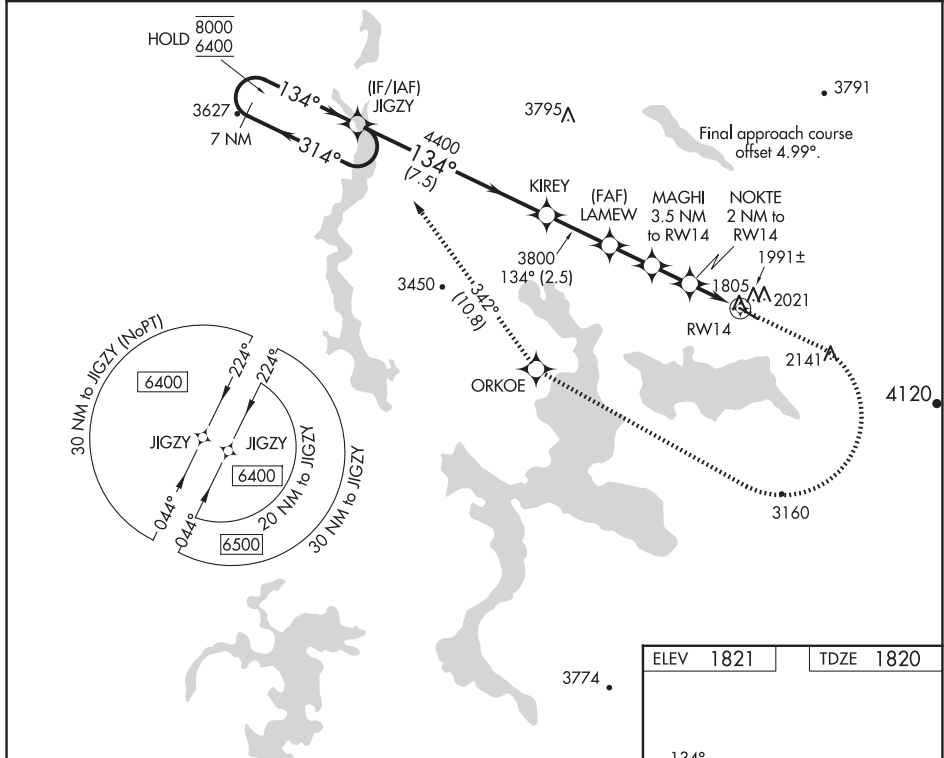 HOLD 8000
6400
134°
(IF/IAF)
JIGZY
3627
7 NM
314°
4400
134°
(7.5)
3795
3791
Final approach course
offset 4.99°.
KIREY
(FAF)
LAMEW
MAGHI
3.5 NM
to RW14
NOKTE
2 NM to
RW14
3800
134° (2.5)
1991±
1805
2021
RW14
3450
342°
(10.8)
ORKOE
2141
4120
3160
30 NM to JIGZY (NoPT)
6400
224°
224°
JIGZY
JIGZY
6400
20 NM to JIGZY
30 NM to JIGZY
044°
044°
6500
3774
ELEV 1821
TDZE 1820
134°